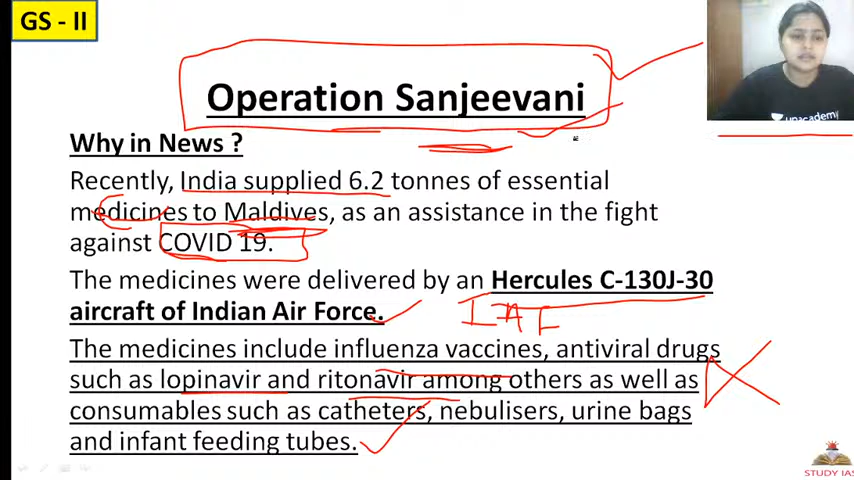 GS - II
Operation Sanjeevani
unacademy
Why in News ?
Recently, India supplied 6.2 tonnes of essential
medicines to Maldives, as an assistance in the fight
against COVID 19.
The medicines were delivered by an Hercules C-130J-30
aircraft of Indian Air Force.
IAF
The medicines include influenza vaccines, antiviral drugs
such as lopinavir and ritonavir among others as well as
consumables such as catheters, nebulisers, urine bags
and infant feeding tubes.
STUDY IAS